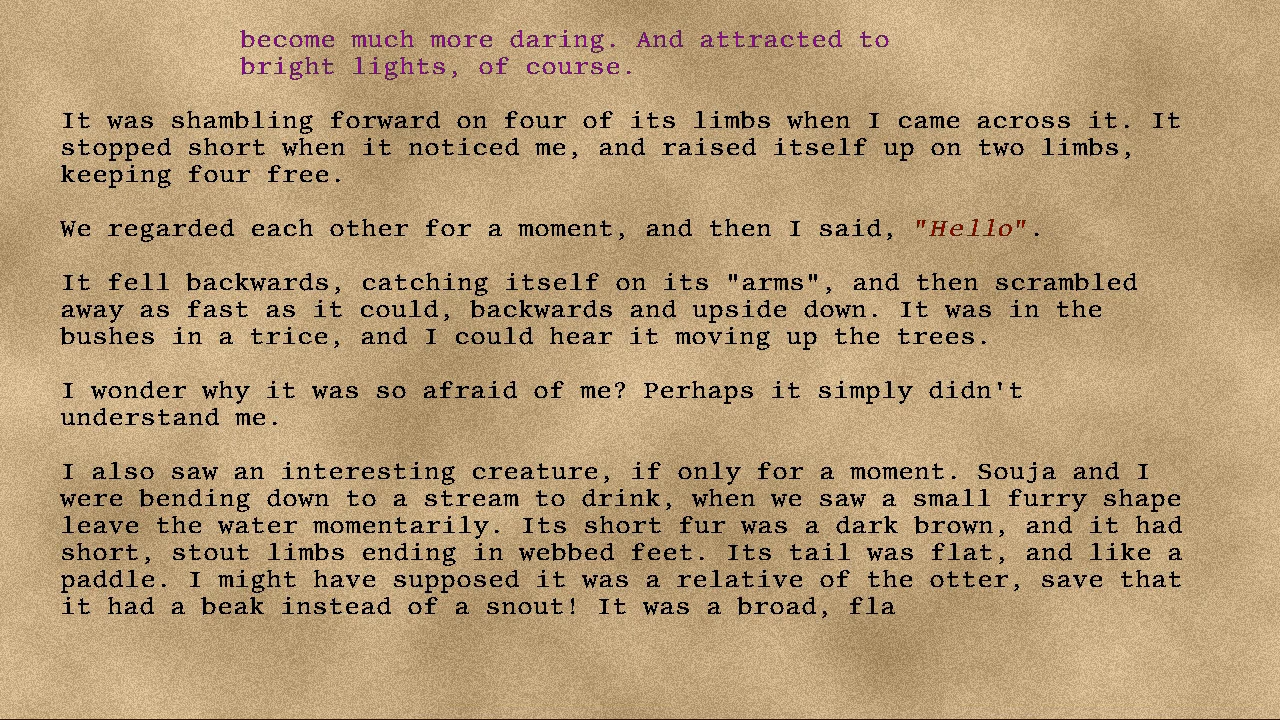 become much more daring. And attracted to
bright lights, of course.
It was shambling forward on four of its limbs when I came across it. It
stopped short when it noticed me, and raised itself up on two limbs,
keeping four free.
We regarded each other for a moment, and then I said, "Hello".
It fell backwards, catching itself on its "arms", and then scrambled
away as fast as it could, backwards and upside down. It was in the
bushes in a trice, and I could hear it moving up the trees.
I wonder why it was so afraid of me? Perhaps it simply didn't
understand me.
I also saw an interesting creature, if only for a moment. Souja and I
were bending down to a stream to drink, when we saw a small furry shape
leave the water momentarily. Its short fur was a dark brown, and it had
short, stout limbs ending in webbed feet. Its tail was flat, and like a
paddle. I might have supposed it was a relative of the otter, save that
it had a beak instead of a snout! It was a broad, fla